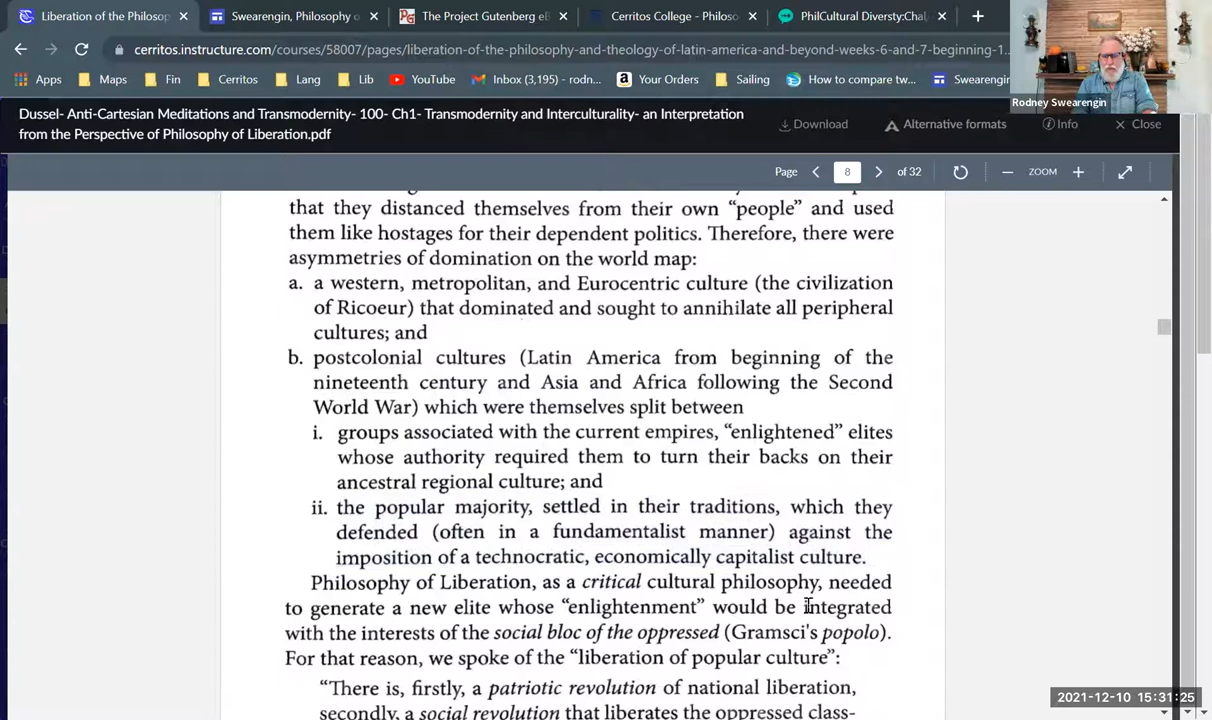 Liberation of the Philosop
Swearengin, Philosophy o
The Project Gutenberg eB
Cerritos College - Philoso
PhilCultural Diversty:Chal
cerritos.instructure.com/courses/58007/pages/liberation-of-the-philosophy-and-theology-of-latin-america-and-beyond-weeks-6-and-7-beginning-1...
Apps Maps Fin Cerritos Lang Lib YouTube Inbox (3,195) - rodn... Your Orders Sailing How to compare tw... Swearengin
Rodney Swearengin
Dussel- Anti-Cartesian Meditations and Transmodernity- 100- Ch1- Transmodernity and Interculturality- an Interpretation
from the Perspective of Philosophy of Liberation.pdf
Download Alternative formats Info Close
Page 8 of 32 ZOOM
that they distanced themselves from their own “people” and used
them like hostages for their dependent politics. Therefore, there were
asymmetries of domination on the world map:
a. a western, metropolitan, and Eurocentric culture (the civilization
of Ricoeur) that dominated and sought to annihilate all peripheral
cultures; and
b. postcolonial cultures (Latin America from beginning of the
nineteenth century and Asia and Africa following the Second
World War) which were themselves split between
i. groups associated with the current empires, “enlightened” elites
whose authority required them to turn their backs on their
ancestral regional culture; and
ii. the popular majority, settled in their traditions, which they
defended (often in a fundamentalist manner) against the
imposition of a technocratic, economically capitalist culture.
Philosophy of Liberation, as a critical cultural philosophy, needed
to generate a new elite whose “enlightenment” would be integrated
with the interests of the social bloc of the oppressed (Gramsci's popolo).
For that reason, we spoke of the “liberation of popular culture”:
“There is, firstly, a patriotic revolution of national liberation,
secondly, a social revolution that liberates the oppressed class-
2021-12-10 15:31:25